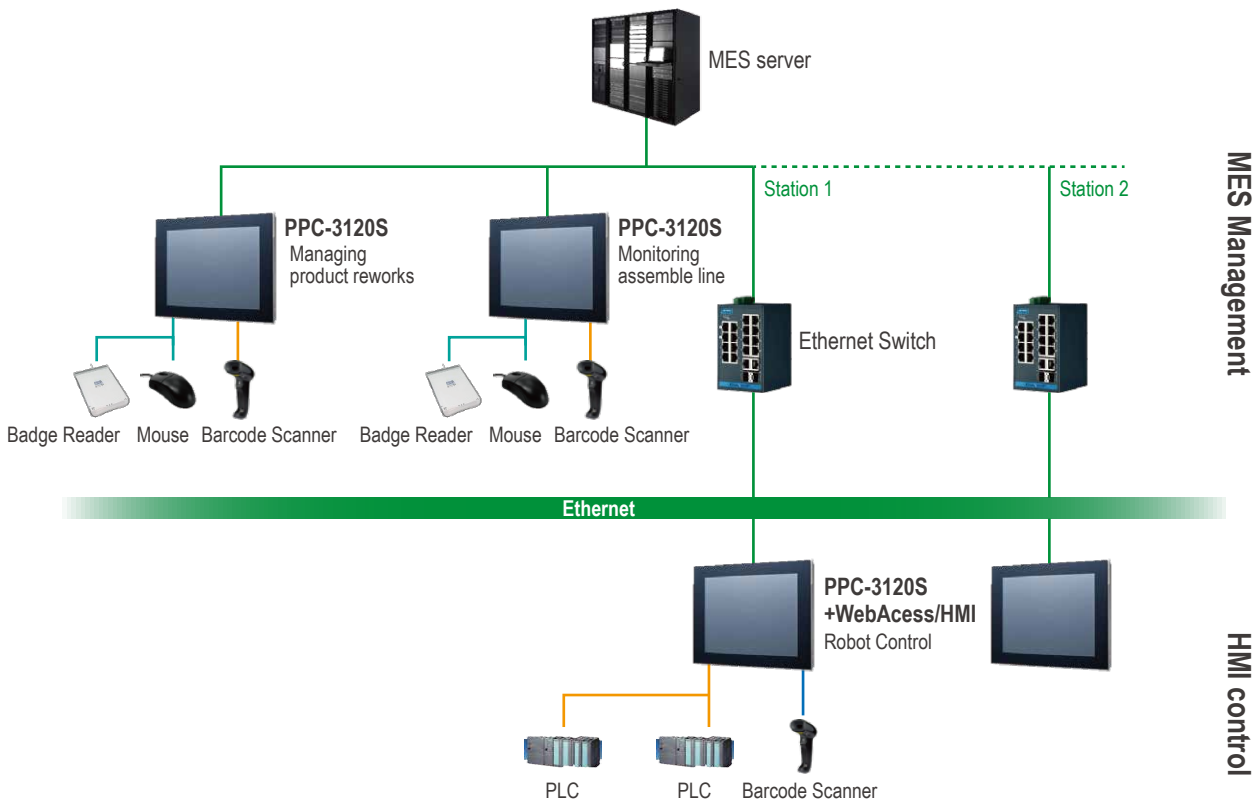 MES server
Station 1
Station 2
MES Management
PPC-3120S
Managing
product reworks
PPC-3120S
Monitoring
assemble line
Ethernet Switch
Badge Reader
Mouse
Barcode Scanner
Badge Reader
Mouse
Barcode Scanner
Ethernet
PPC-3120S
+WebAcess/HMI
Robot Control
HMI control
PLC
PLC
Barcode Scanner